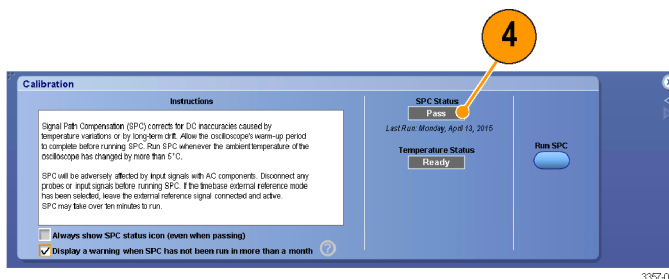 4
Calibration
Instructions
Signal Path Compensation (SPC) corrects for DC inaccuracies caused by
temperature variations or by long-term drift. Allow the oscilloscope's warm-up period
to complete before running SPC. Run SPC whenever the ambient temperature of the
oscilloscope has changed by more than 5°C.
SPC will be adversely affected by input signals with AC components. Disconnect any
probes or input signals before running SPC. If the timebase external reference mode
has been selected, leave the external reference signal connected and active.
SPC may take over ten minutes to run.
Always show SPC status icon (even when passing)
Display a warning when SPC has not been run in more than a month ?
SPC Status
Pass
Last Run: Monday, April 13, 2015
Temperature Status
Ready
Run SPC